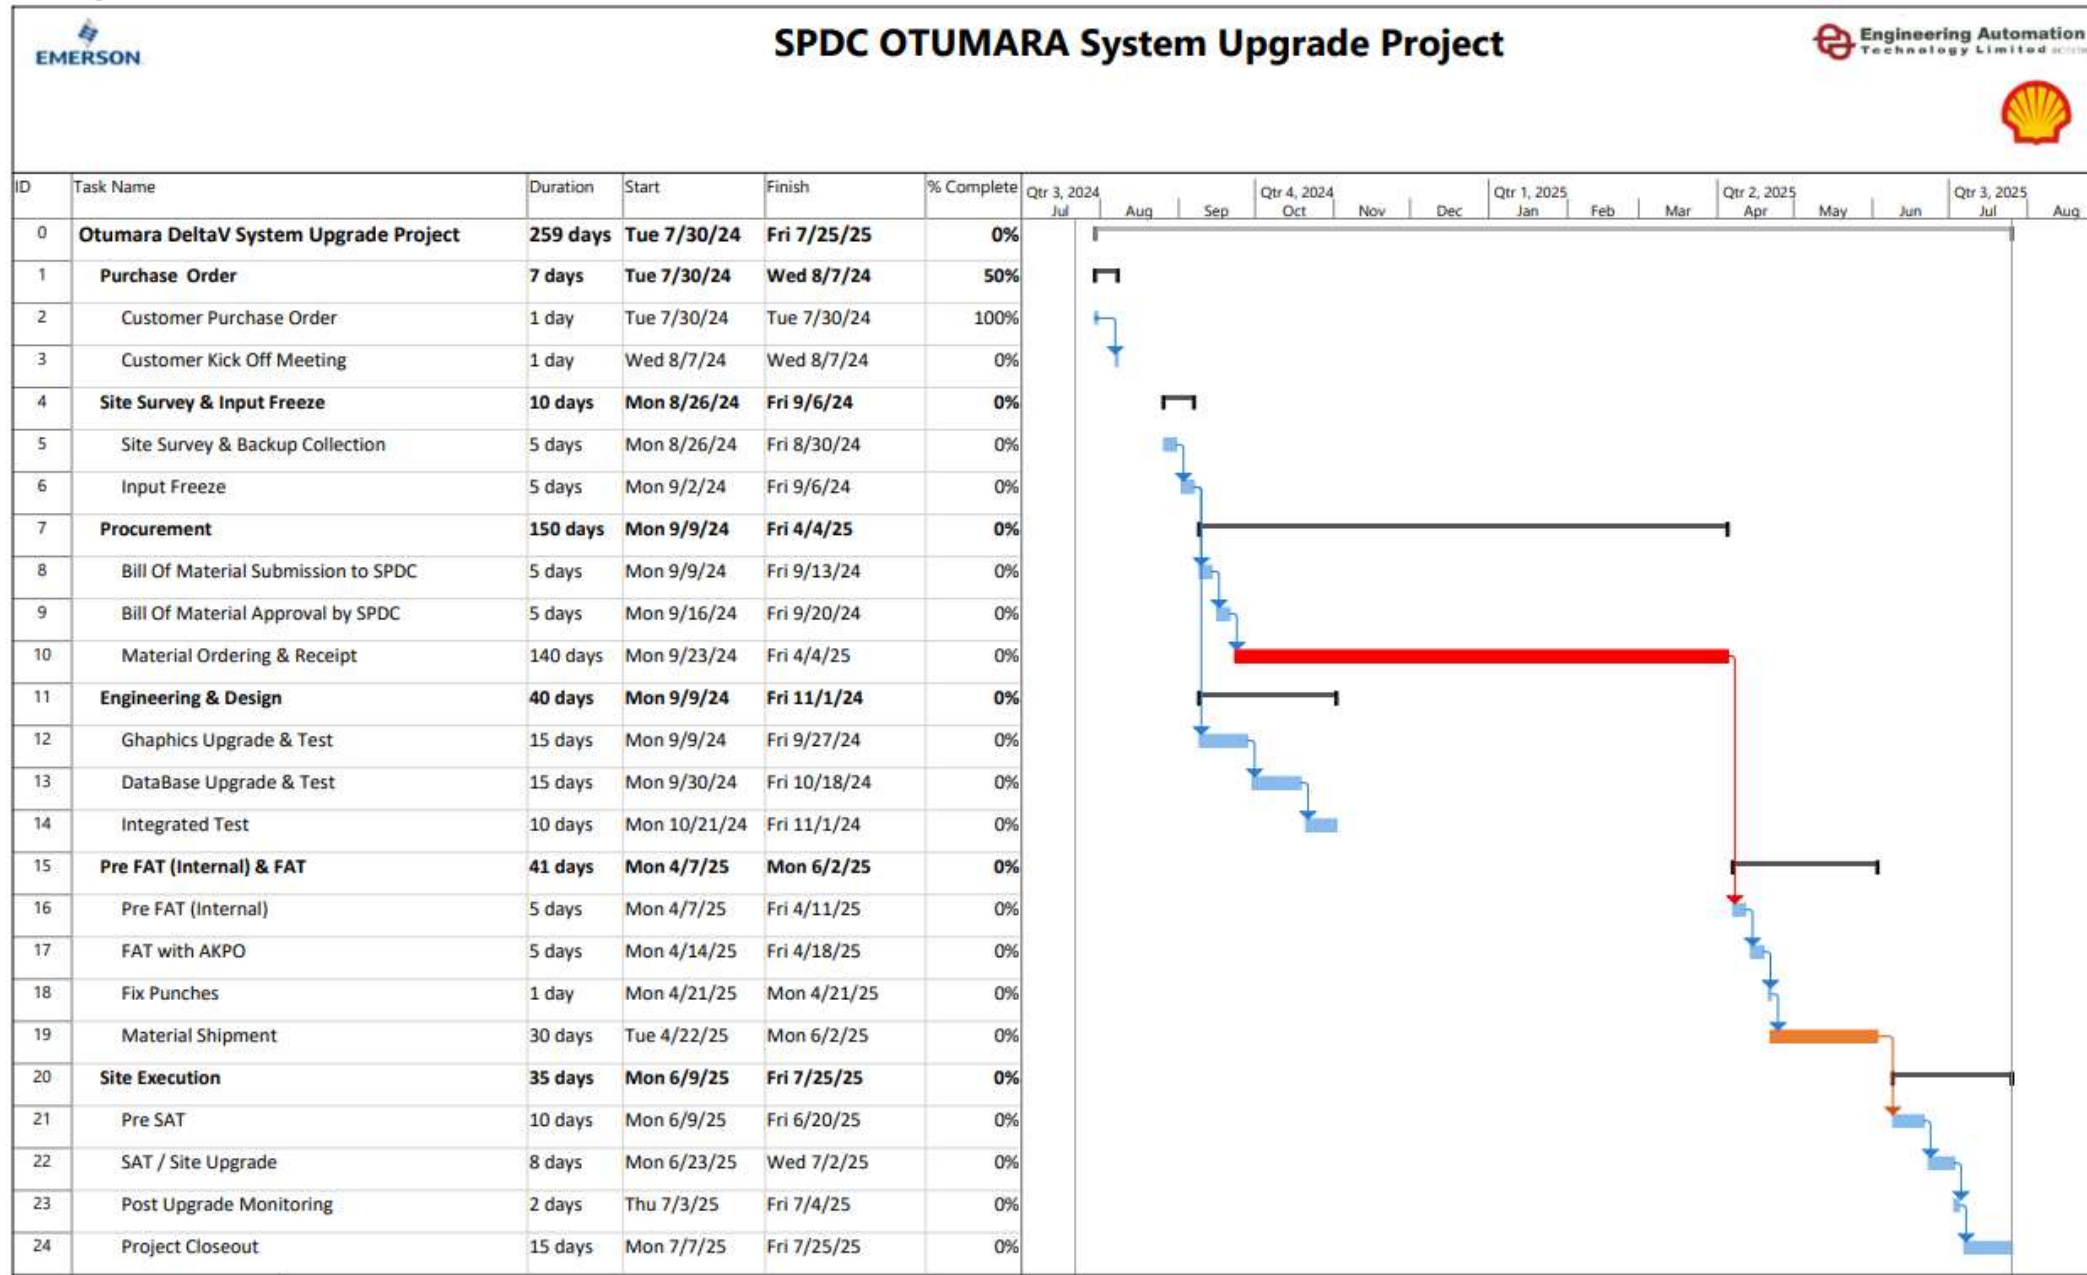 EMERSON
SPDC OTUMARA System Upgrade Project
Engineering Automation
Technology Limited
ID Task Name Duration Start Finish % Complete
Qtr 3, 2024 Qtr 4, 2024 Qtr 1, 2025 Qtr 2, 2025 Qtr 3, 2025
Jul Aug Sep Oct Nov Dec Jan Feb Mar Apr May Jun Jul Aug
0 Otumara DeltaV System Upgrade Project 259 days Tue 7/30/24 Fri 7/25/25 0%
1 Purchase Order 7 days Tue 7/30/24 Wed 8/7/24 50%
2 Customer Purchase Order 1 day Tue 7/30/24 Tue 7/30/24 100%
3 Customer Kick Off Meeting 1 day Wed 8/7/24 Wed 8/7/24 0%
4 Site Survey & Input Freeze 10 days Mon 8/26/24 Fri 9/6/24 0%
5 Site Survey & Backup Collection 5 days Mon 8/26/24 Fri 8/30/24 0%
6 Input Freeze 5 days Mon 9/2/24 Fri 9/6/24 0%
7 Procurement 150 days Mon 9/9/24 Fri 4/4/25 0%
8 Bill Of Material Submission to SPDC 5 days Mon 9/9/24 Fri 9/13/24 0%
9 Bill Of Material Approval by SPDC 5 days Mon 9/16/24 Fri 9/20/24 0%
10 Material Ordering & Receipt 140 days Mon 9/23/24 Fri 4/4/25 0%
11 Engineering & Design 40 days Mon 9/9/24 Fri 11/1/24 0%
12 Ghaphics Upgrade & Test 15 days Mon 9/9/24 Fri 9/27/24 0%
13 DataBase Upgrade & Test 15 days Mon 9/30/24 Fri 10/18/24 0%
14 Integrated Test 10 days Mon 10/21/24 Fri 11/1/24 0%
15 Pre FAT (Internal) & FAT 41 days Mon 4/7/25 Mon 6/2/25 0%
16 Pre FAT (Internal) 5 days Mon 4/7/25 Fri 4/11/25 0%
17 FAT with AKPO 5 days Mon 4/14/25 Fri 4/18/25 0%
18 Fix Punches 1 day Mon 4/21/25 Mon 4/21/25 0%
19 Material Shipment 30 days Tue 4/22/25 Mon 6/2/25 0%
20 Site Execution 35 days Mon 6/9/25 Fri 7/25/25 0%
21 Pre SAT 10 days Mon 6/9/25 Fri 6/20/25 0%
22 SAT / Site Upgrade 8 days Mon 6/23/25 Wed 7/2/25 0%
23 Post Upgrade Monitoring 2 days Thu 7/3/25 Fri 7/4/25 0%
24 Project Closeout 15 days Mon 7/7/25 Fri 7/25/25 0%